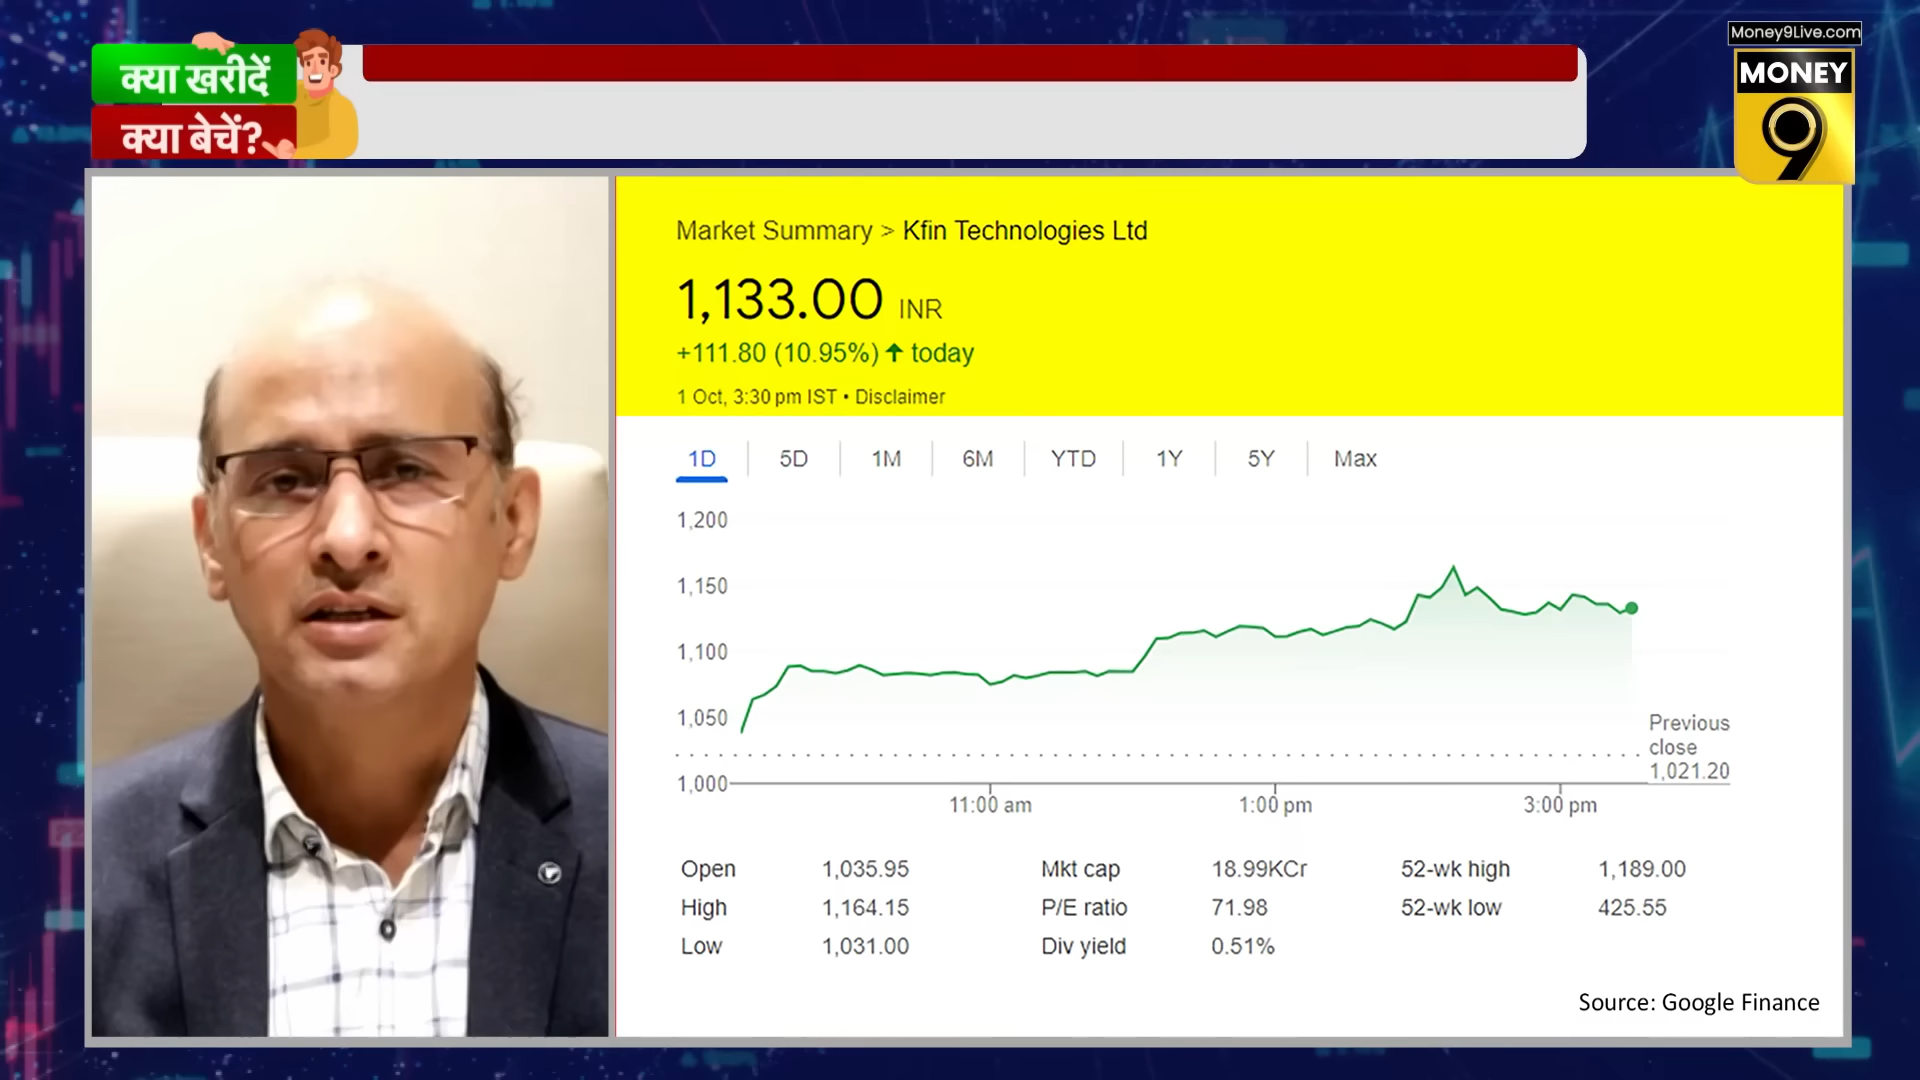 क्या खरीदें
क्या बेचें?
Money9Live.com
MONEY
9
Market Summary > Kfin Technologies Ltd
1,133.00 INR
+111.80 (10.95%) ↑ today
1 Oct, 3:30 pm IST • Disclaimer
1D 5D 1M 6M YTD 1Y 5Y Max
1,200
1,150
1,100
1,050
1,000
Previous
close
1,021.20
11:00 am 1:00 pm 3:00 pm
Open 1,035.95 Mkt cap 18.99KCr 52-wk high 1,189.00
High 1,164.15 P/E ratio 71.98 52-wk low 425.55
Low 1,031.00 Div yield 0.51%
Source: Google Finance